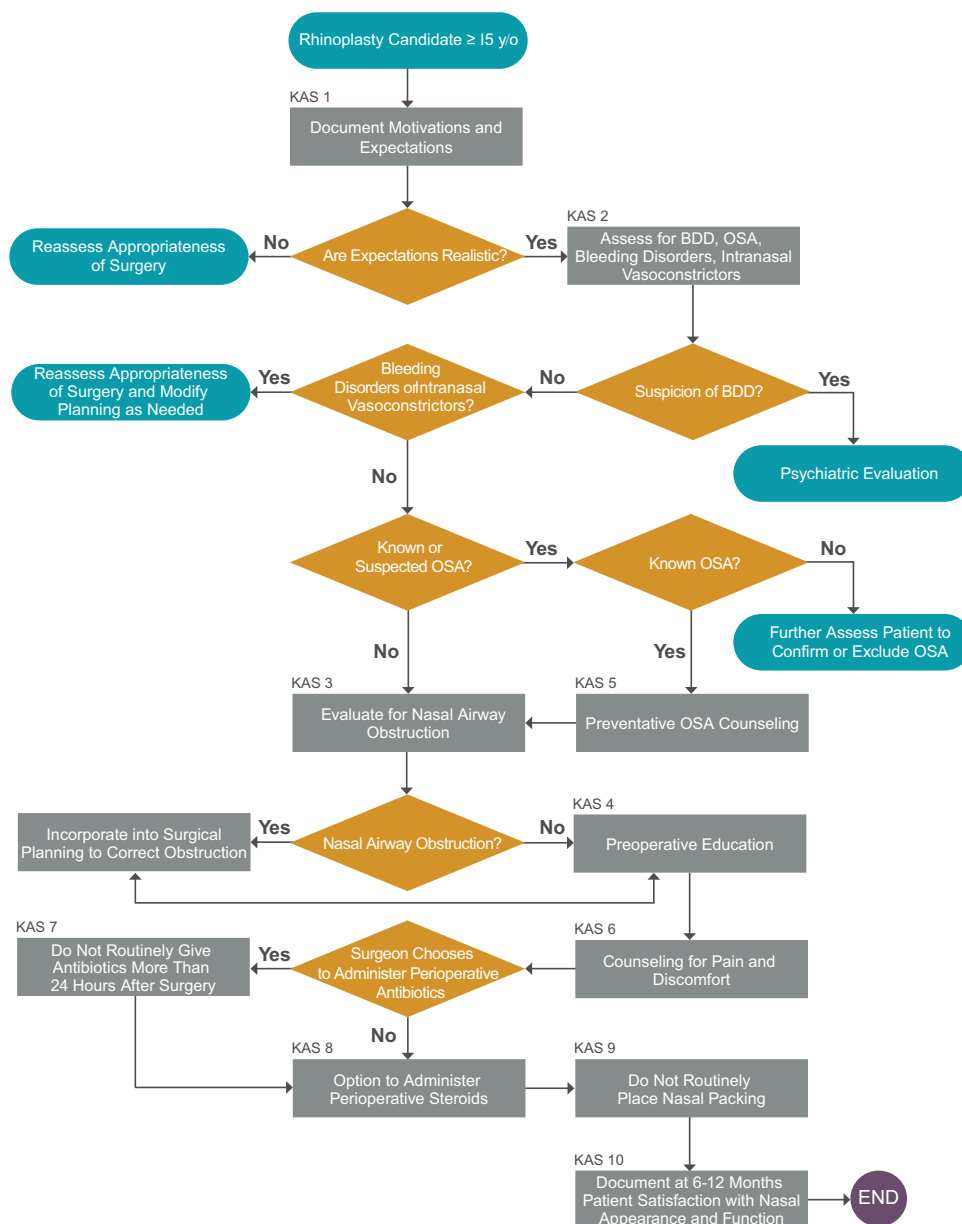 Rhinoplasty Candidate ≥ I5 y/o
KAS 1
Document Motivations and
Expectations
Are Expectations Realistic?
No
Reassess Appropriateness
of Surgery
Yes
KAS 2
Assess for BDD, OSA,
Bleeding Disorders, Intranasal
Vasoconstrictors
Suspicion of BDD?
Yes
Psychiatric Evaluation
No
Bleeding
Disorders or Intranasal
Vasoconstrictors?
Yes
Reassess Appropriateness
of Surgery and Modify
Planning as Needed
No
Known or
Suspected OSA?
Yes
Known OSA?
No
Further Assess Patient to
Confirm or Exclude OSA
Yes
No
KAS 3
Evaluate for Nasal Airway
Obstruction
KAS 5
Preventative OSA Counseling
Nasal Airway Obstruction?
Yes
Incorporate into Surgical
Planning to Correct Obstruction
No
KAS 4
Preoperative Education
KAS 6
Counseling for Pain and
Discomfort
Surgeon Chooses
to Administer Perioperative
Antibiotics
Yes
KAS 7
Do Not Routinely Give
Antibiotics More Than
24 Hours After Surgery
No
KAS 8
Option to Administer
Perioperative Steroids
KAS 9
Do Not Routinely
Place Nasal Packing
KAS 10
Document at 6-12 Months
Patient Satisfaction with Nasal
Appearance and Function
END